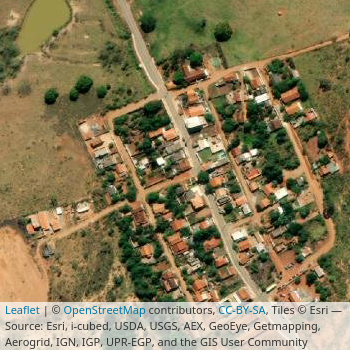 Leaflet | © OpenStreetMap contributors, CC-BY-SA, Tiles © Esri —
Source: Esri, i-cubed, USDA, USGS, AEX, GeoEye, Getmapping,
Aerogrid, IGN, IGP, UPR-EGP, and the GIS User Community